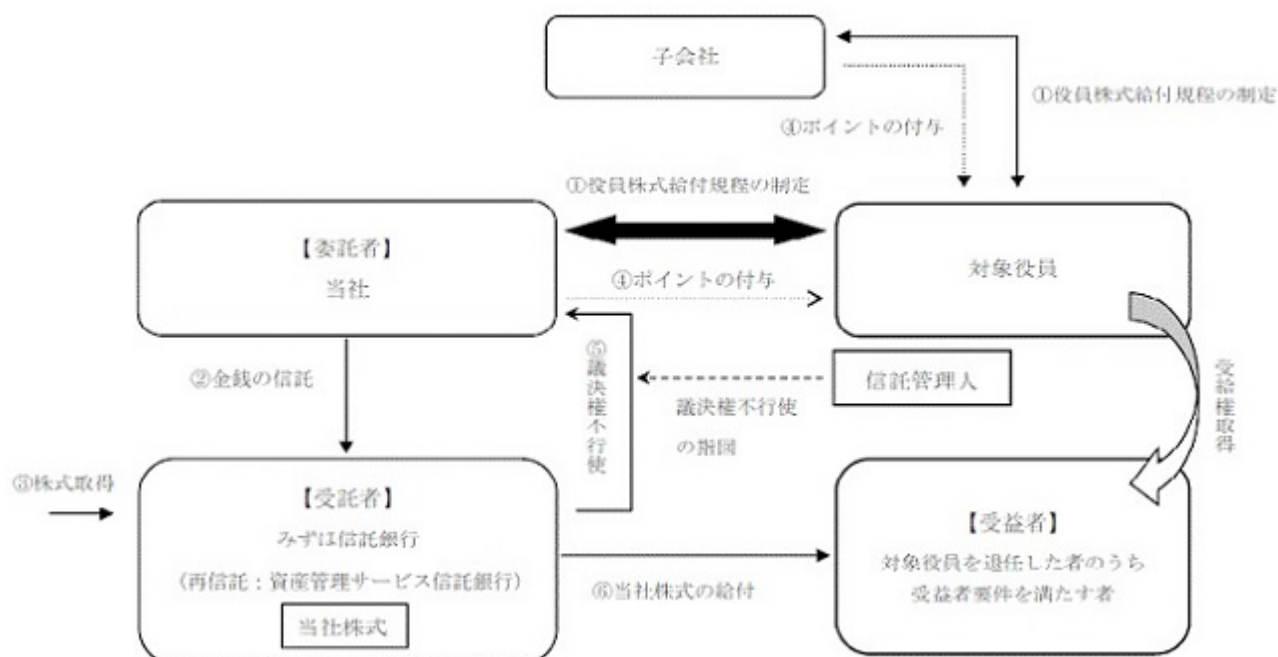 子会社
①役員株式給付規程の制定
④ポイントの付与
①役員株式給付規程の制定
【委託者】
当社
対象役員
④ポイントの付与
②金銭の信託
⑤議決権不行使
信託管理人
議決権不行使
の指図
受給権取得
③株式取得
【受託者】
みずほ信託銀行
(再信託:資産管理サービス信託銀行)
当社株式
⑥当社株式の給付
【受益者】
対象役員を退任した者のうち
受益者要件を満たす者